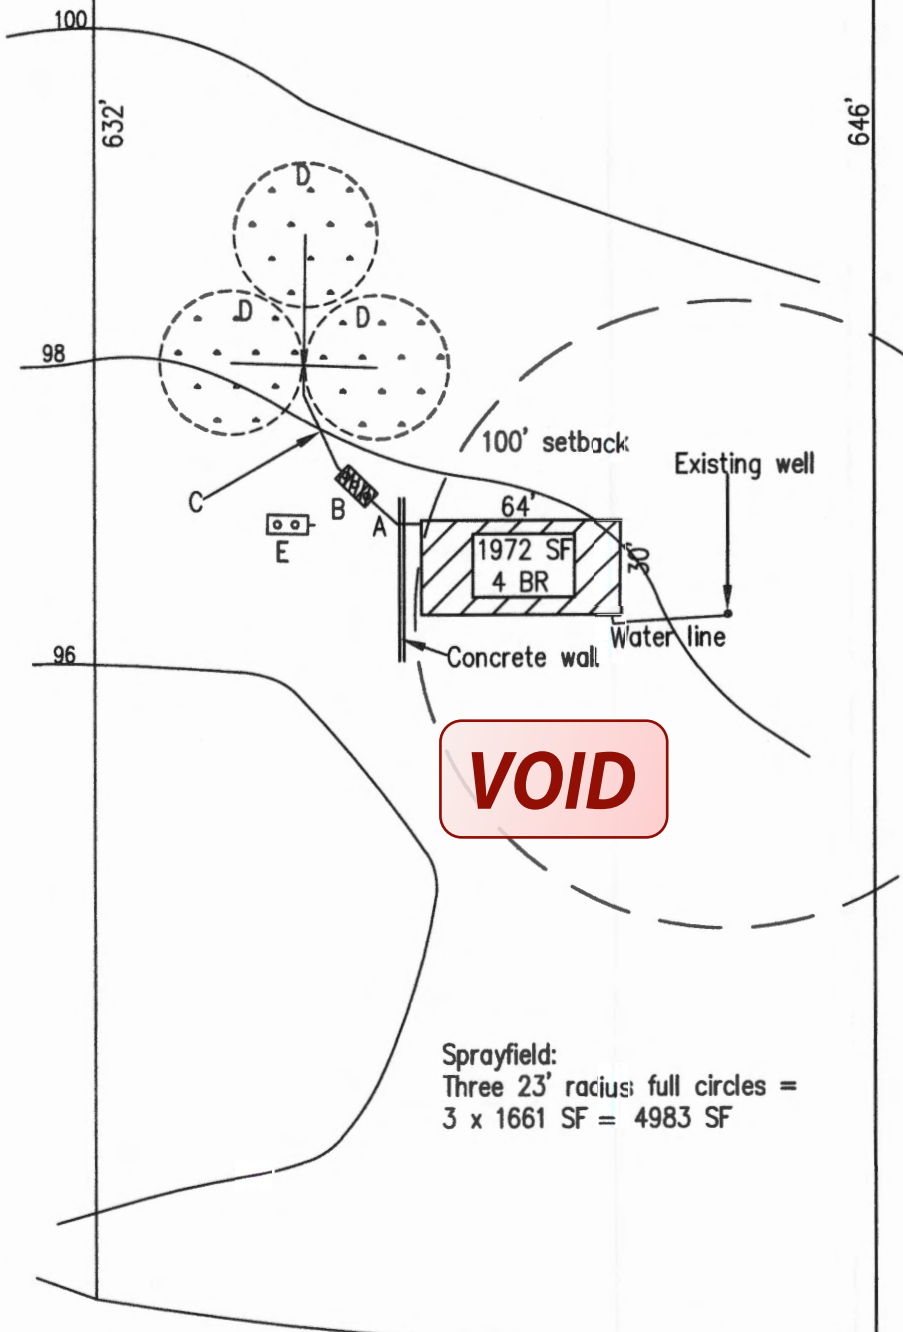 100
632'
646'
D
D
D
98
100' setback
Existing well
C
B
A
64'
E
1972 SF
4 BR
30'
Water line
96
Concrete wall
VOID
Sprayfield:
Three 23' radius full circles =
3 x 1661 SF = 4983 SF